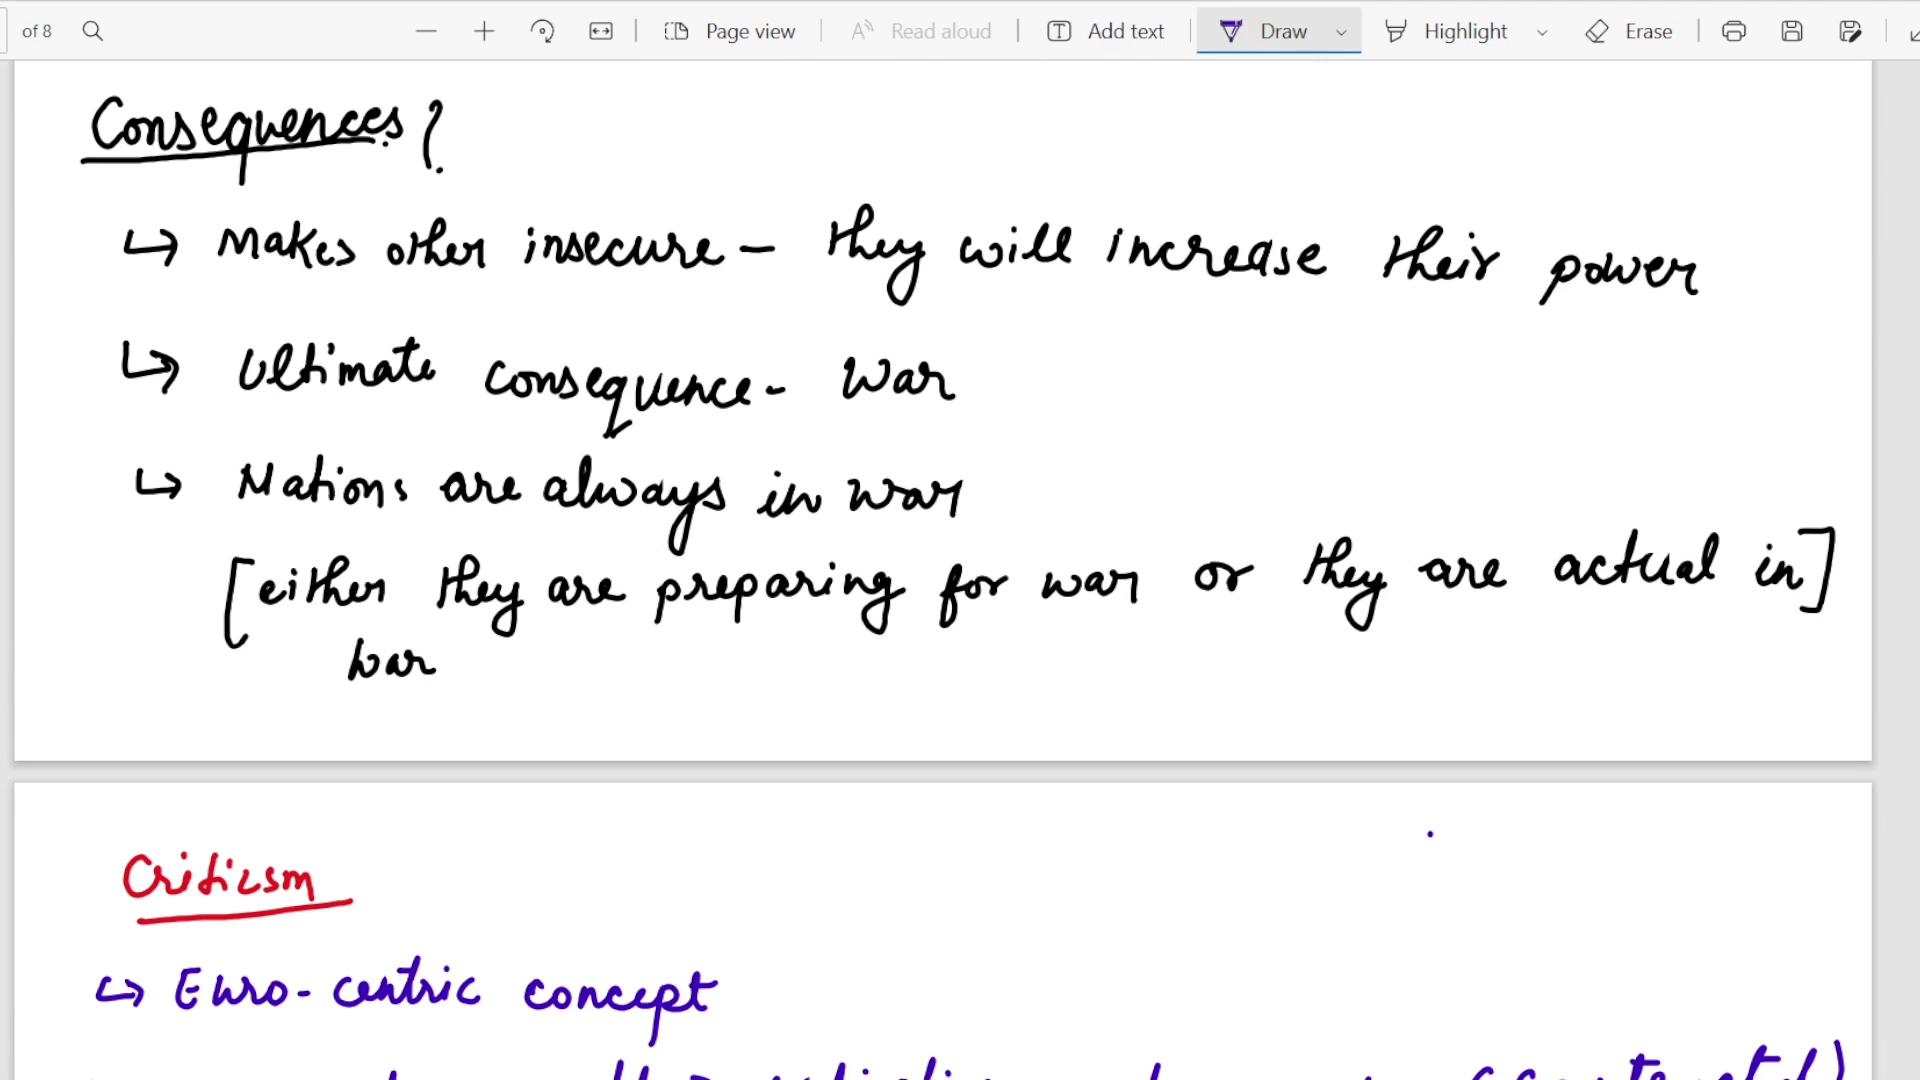 of 8 Page view Read aloud Add text Draw Highlight Erase
Consequences?
↳ Makes other insecure - they will increase their power
↳ Ultimate consequence - war
↳ Nations are always in war
[either they are preparing for war or they are actual in]
war
Criticsm
↳ Euro-centric concept